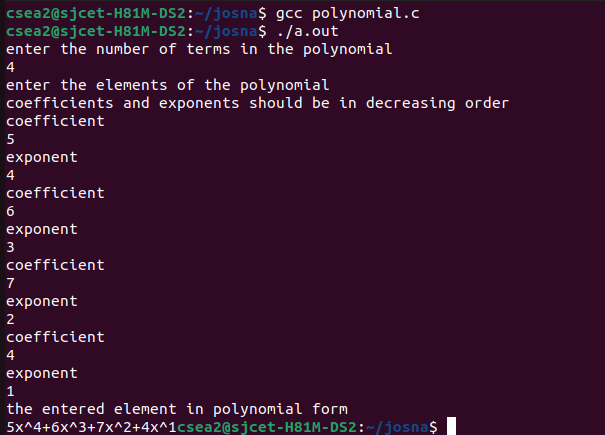 csea2@sjcet-H81M-DS2:~/josna$ gcc polynomial.c
csea2@sjcet-H81M-DS2:~/josna$ ./a.out
enter the number of terms in the polynomial
4
enter the elements of the polynomial
coefficients and exponents should be in decreasing order
coefficient
5
exponent
4
coefficient
6
exponent
3
coefficient
7
exponent
2
coefficient
4
exponent
1
the entered element in polynomial form
5x^4+6x^3+7x^2+4x^1csea2@sjcet-H81M-DS2:~/josna$